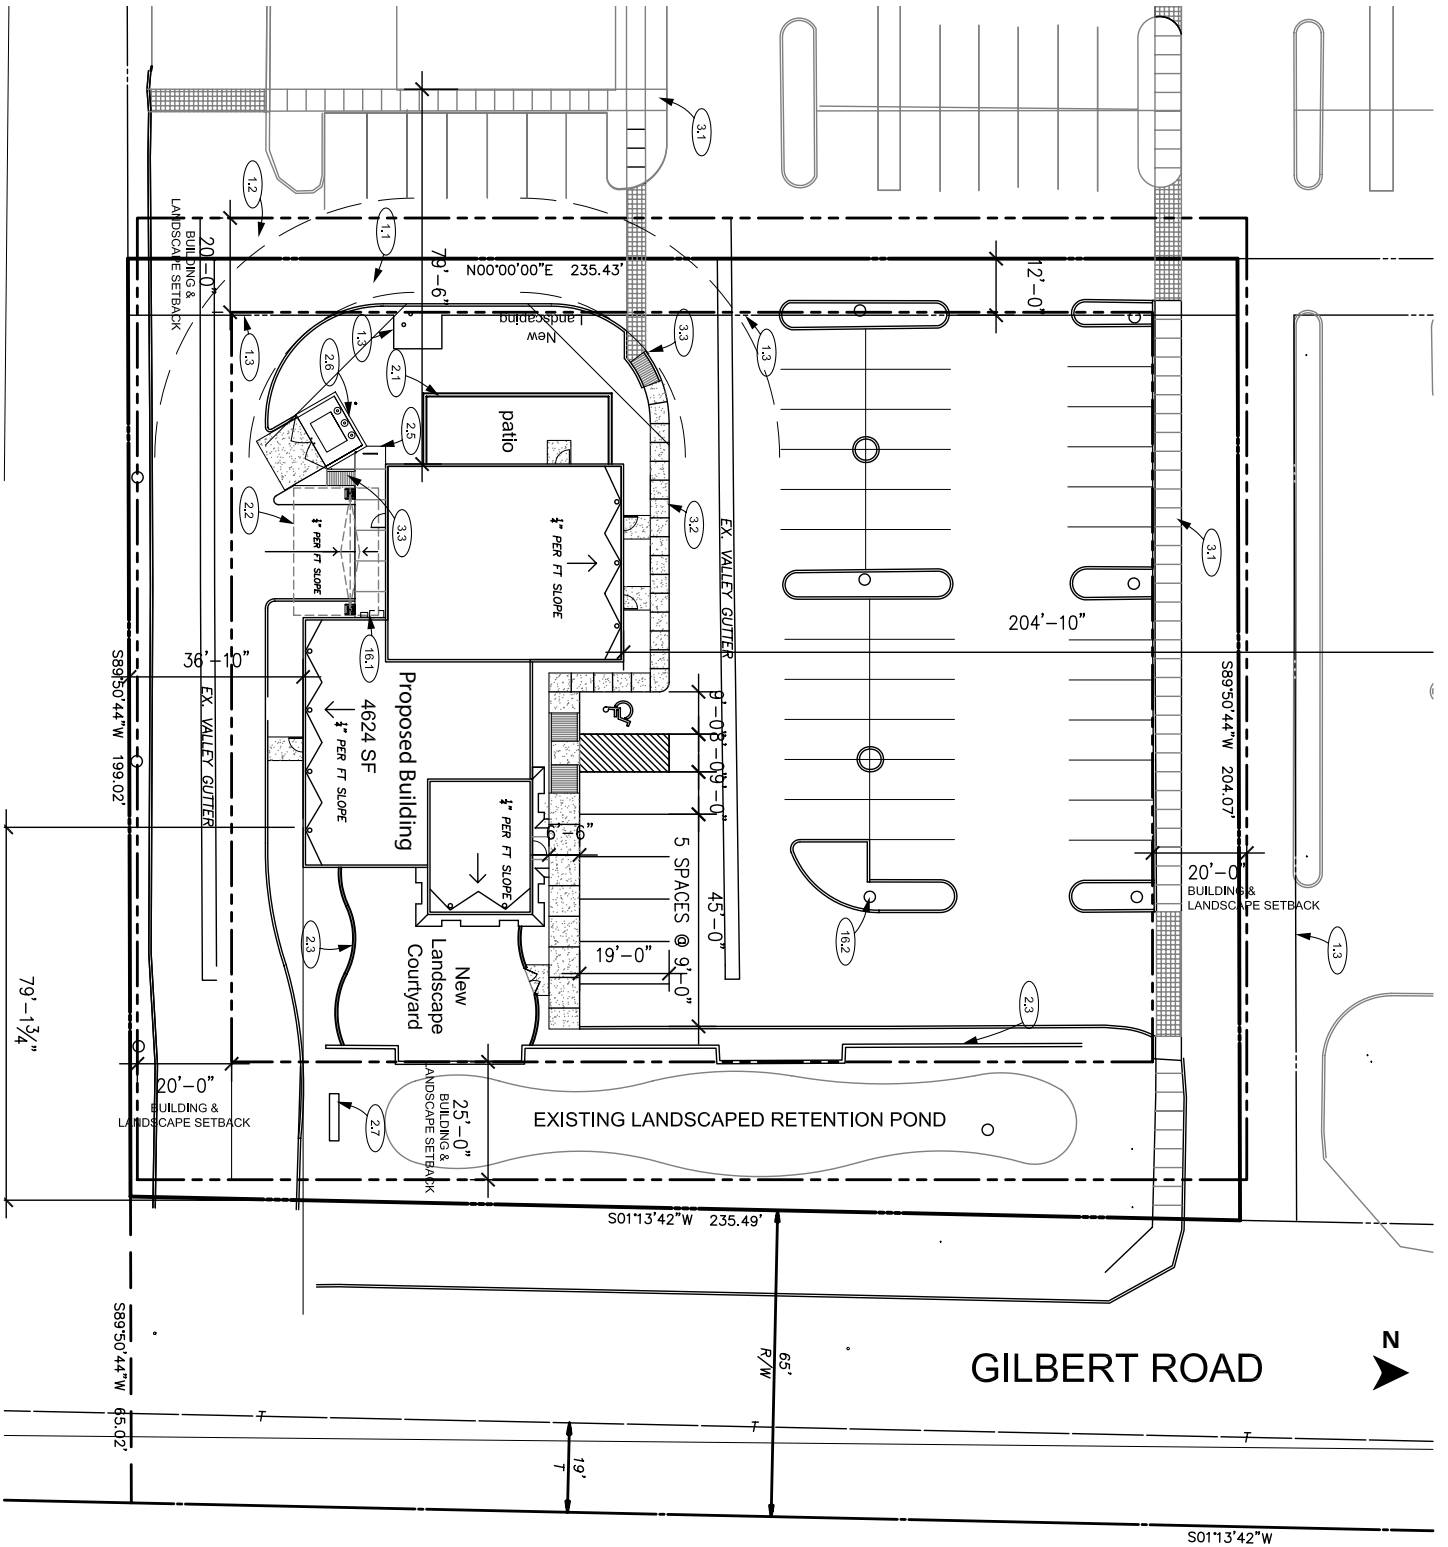 3.1
1.2
1.1
20'-0"
BUILDING &
LANDSCAPE SETBACK
79'-6"
N00°00'00"E 235.43'
12'-0"
1.3
1.3
2.6
2.1
New
Landscaping
3.3
1.3
2.5
patio
2.2
3.3
¼" PER FT SLOPE
¼" PER FT SLOPE
3.2
EX. VALLEY GUTTER
3.1
204'-10"
S89°50'44"W 204.07'
36'-10"
S89°50'44"W 199.02'
EX. VALLEY GUTTER
16.1
Proposed Building
4624 SF
¼" PER FT SLOPE
¼" PER FT SLOPE
9'-0"
8'-0"
9'-0"
6'-6"
5 SPACES @ 9'-0"
45'-0"
19'-0"
20'-0"
BUILDING &
LANDSCAPE SETBACK
16.2
1.3
2.3
New
Landscape
Courtyard
2.3
79'-1¾"
20'-0"
BUILDING &
LANDSCAPE SETBACK
2.7
25'-0"
BUILDING &
LANDSCAPE SETBACK
EXISTING LANDSCAPED RETENTION POND
S01°13'42"W 235.49'
S89°50'44"W 65.02'
65'
R/W
GILBERT ROAD
N
T
T
T
19'
T
S01°13'42"W